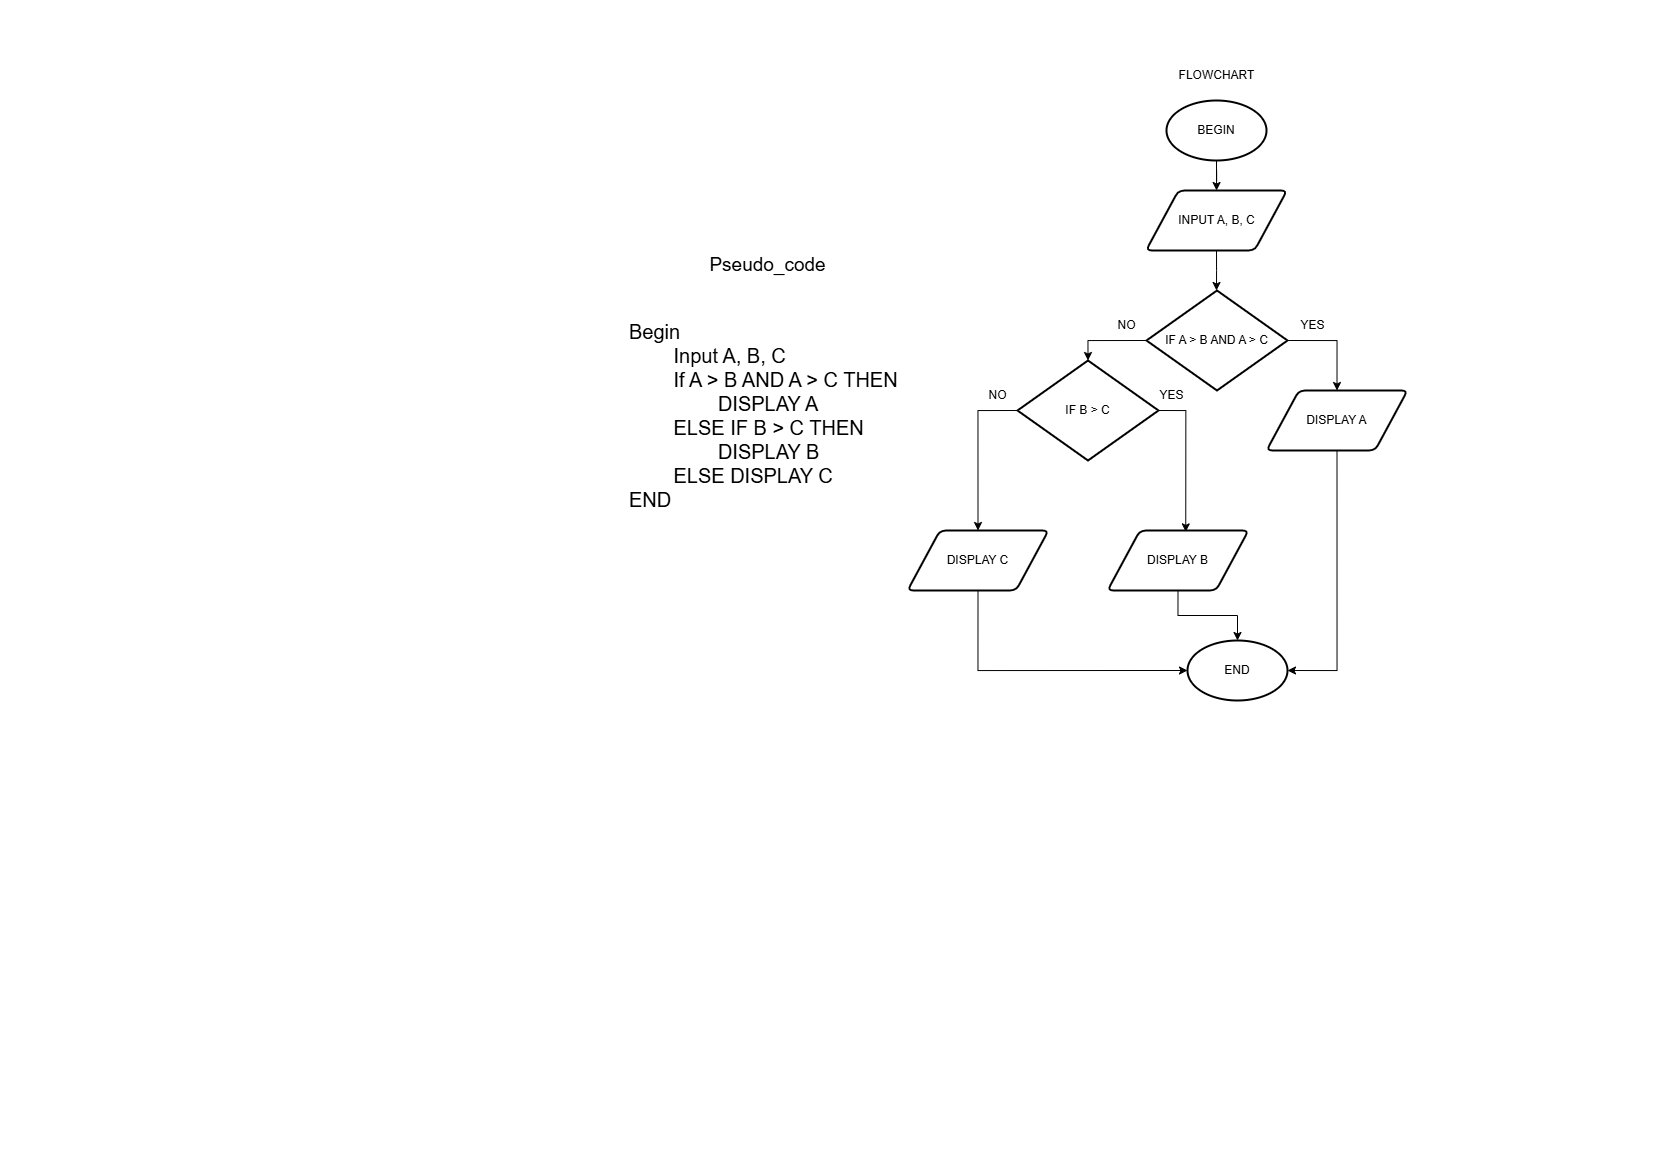 Pseudo_code
Begin
Input A, B, C
If A > B AND A > C THEN
DISPLAY A
ELSE IF B > C THEN
DISPLAY B
ELSE DISPLAY C
END
FLOWCHART
BEGIN
INPUT A, B, C
IF A > B AND A > C
NO
YES
IF B > C
NO
YES
DISPLAY A
DISPLAY C
DISPLAY B
END